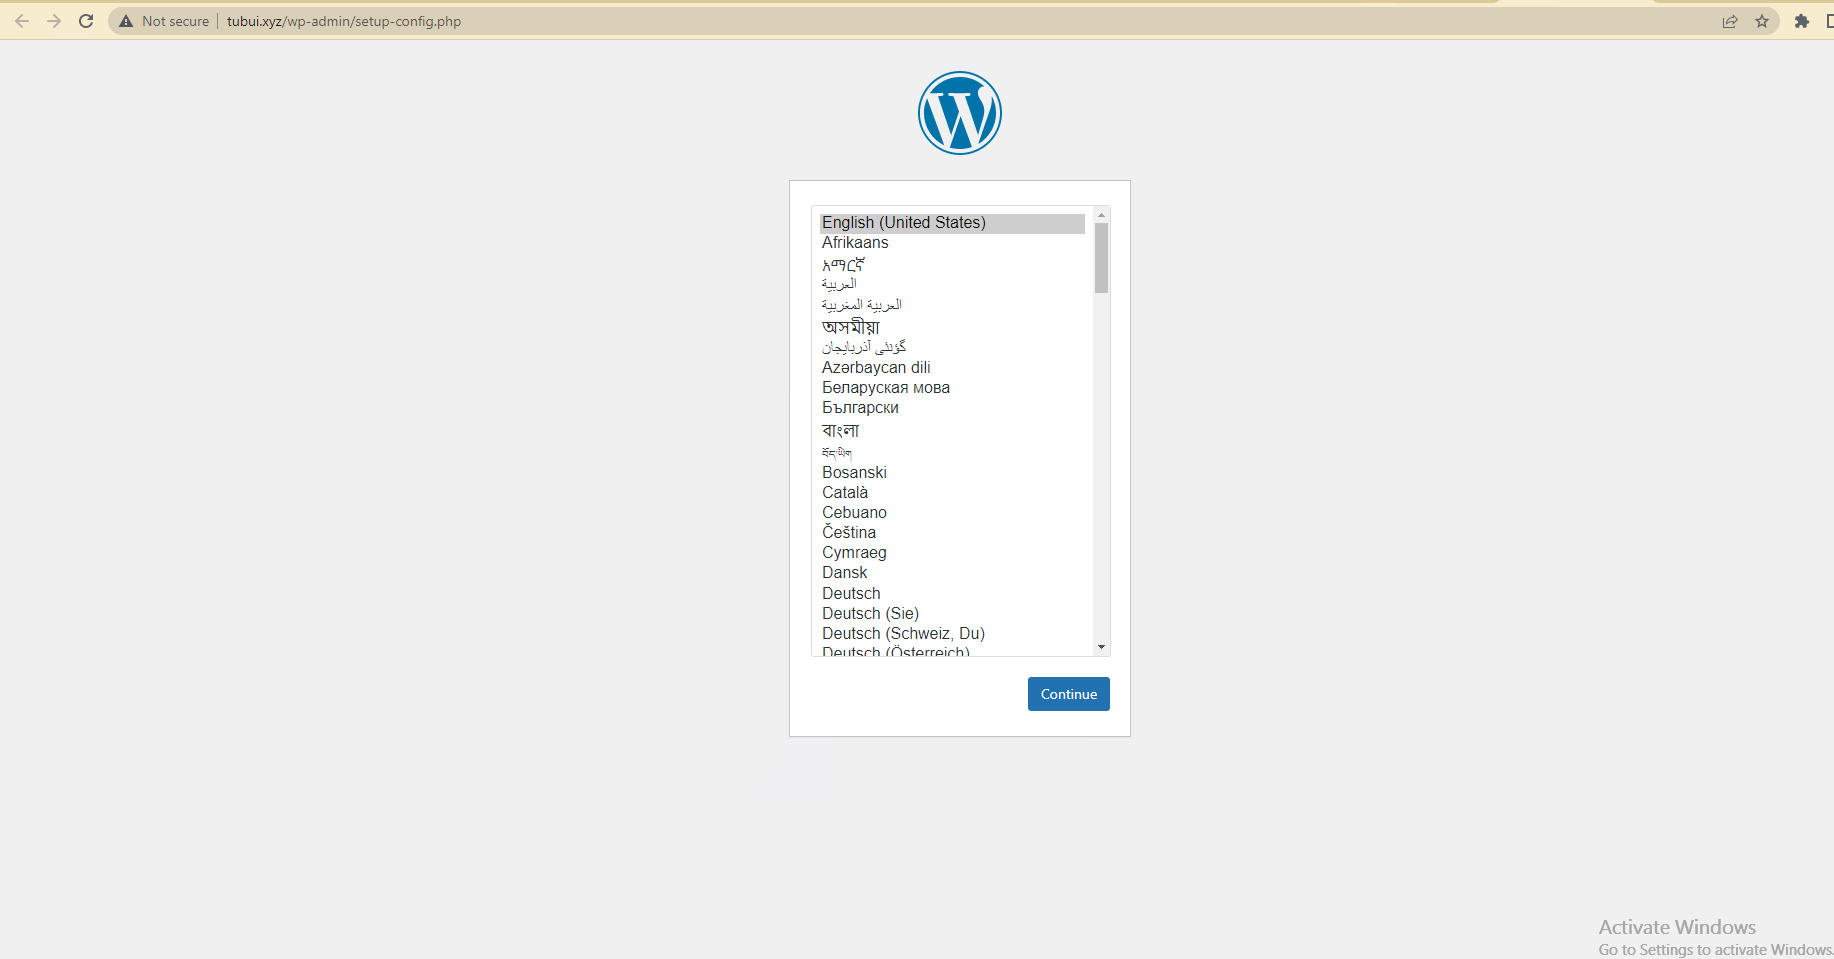 Not secure
tubui.xyz/wp-admin/setup-config.php
English (United States)
Afrikaans
አማርኛ
العربية
العربية المغربية
অসমীয়া
گؤنئی آذربایجان
Azərbaycan dili
Беларуская мова
Български
বাংলা
བོད་ཡིག
Bosanski
Català
Cebuano
Čeština
Cymraeg
Dansk
Deutsch
Deutsch (Sie)
Deutsch (Schweiz, Du)
Deutsch (Österreich)
Continue
Activate Windows
Go to Settings to activate Windows.